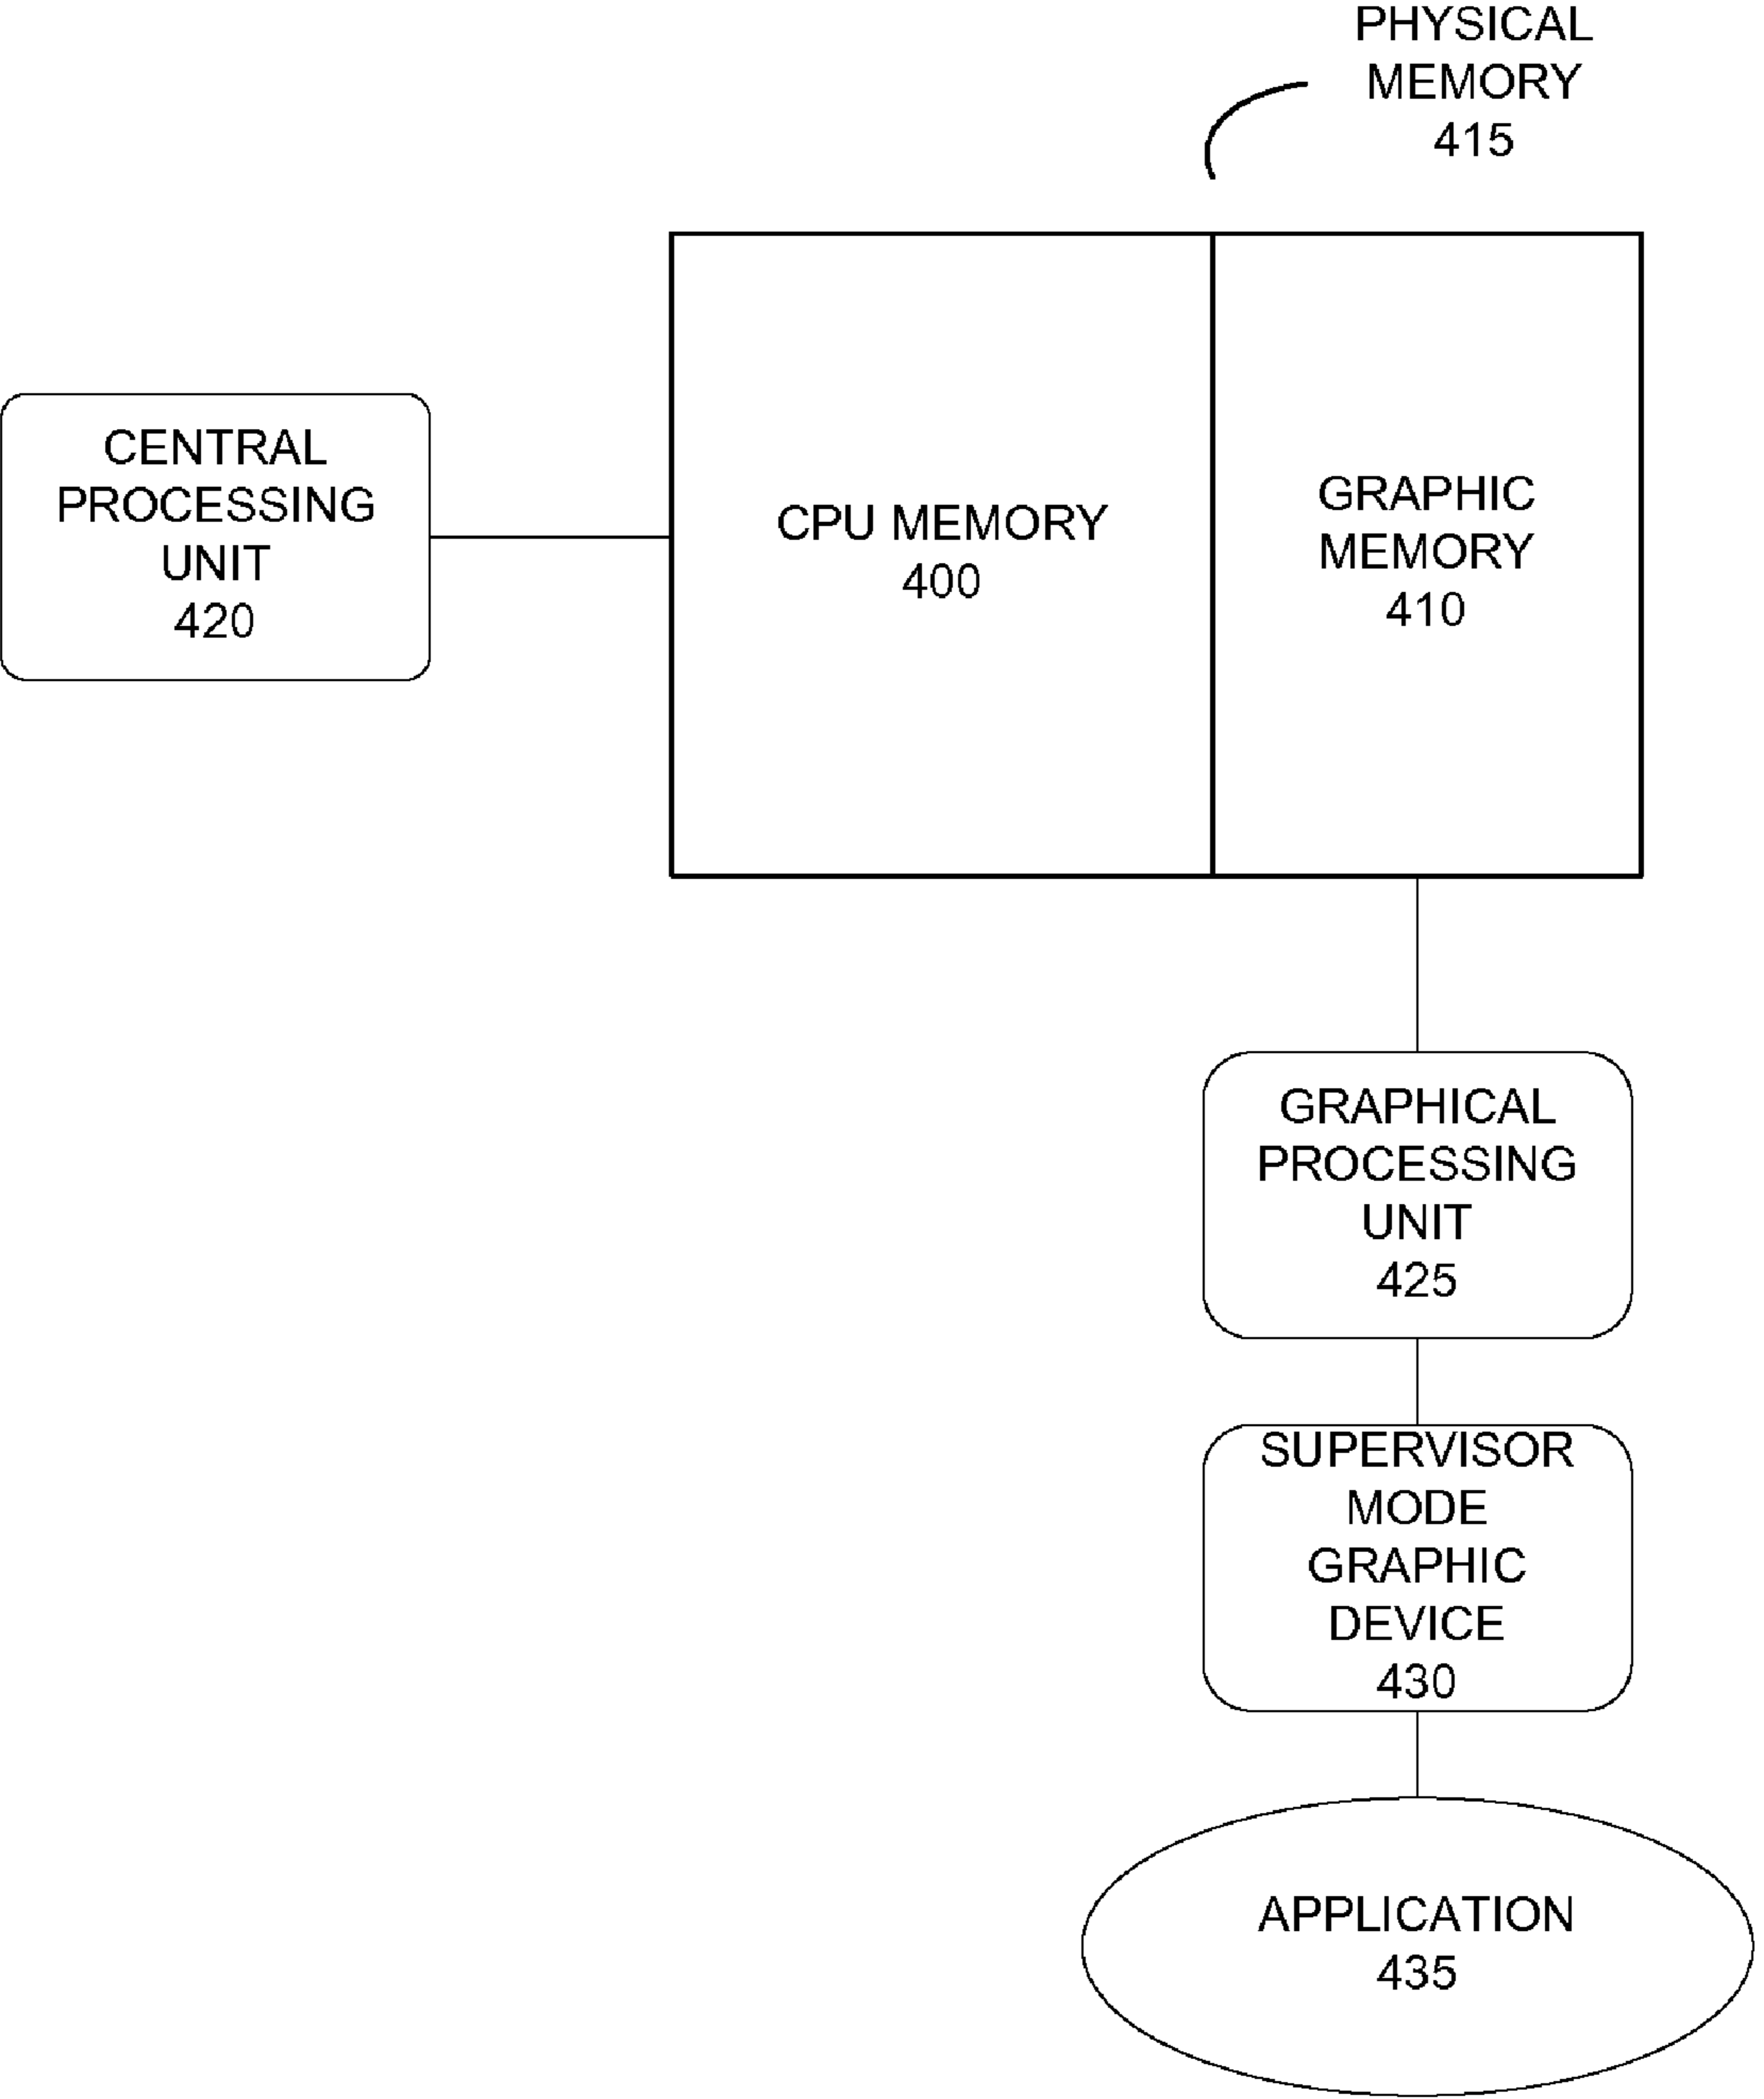 PHYSICAL
MEMORY
415
CENTRAL
PROCESSING
UNIT
420
CPU MEMORY
400
GRAPHIC
MEMORY
410
GRAPHICAL
PROCESSING
UNIT
425
SUPERVISOR
MODE
GRAPHIC
DEVICE
430
APPLICATION
435